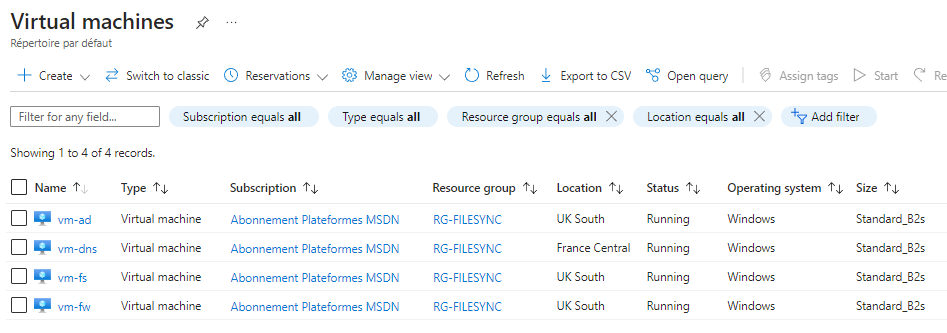 Virtual machines
Répertoire par défaut
Create Switch to classic Reservations Manage view Refresh Export to CSV Open query Assign tags Start Re
Filter for any field... Subscription equals all Type equals all Resource group equals all Location equals all Add filter
Showing 1 to 4 of 4 records.
Name Type Subscription Resource group Location Status Operating system Size
vm-ad Virtual machine Abonnement Plateformes MSDN RG-FILESYNC UK South Running Windows Standard_B2s
vm-dns Virtual machine Abonnement Plateformes MSDN RG-FILESYNC France Central Running Windows Standard_B2s
vm-fs Virtual machine Abonnement Plateformes MSDN RG-FILESYNC UK South Running Windows Standard_B2s
vm-fw Virtual machine Abonnement Plateformes MSDN RG-FILESYNC UK South Running Windows Standard_B2s